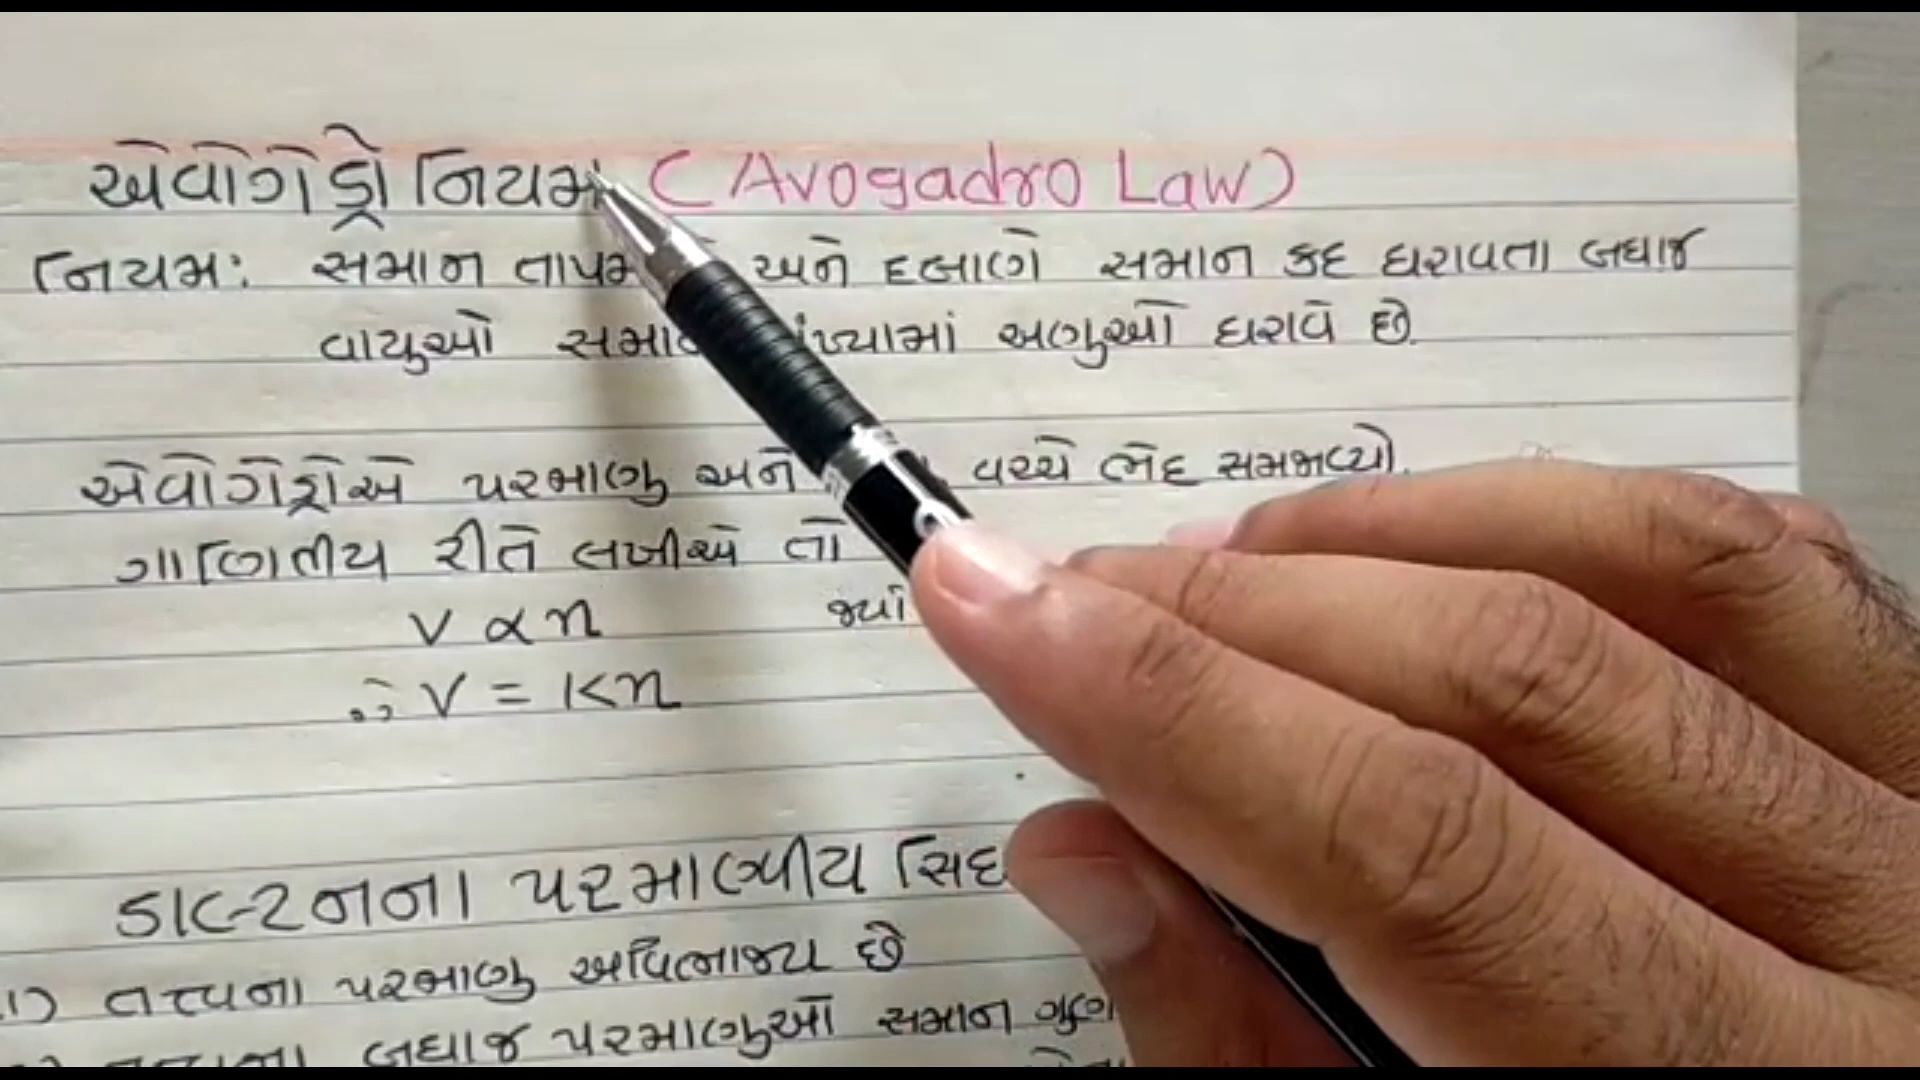 એવોગેડ્રો નિયમ (Avogadro Law)
નિયમ: સમાન તાપમ અને દબાણે સમાન કદ ધરાવતા બધાજ
વાયુઓ સમાન સંખ્યામાં અણુઓ ધરાવે છે.
એવોગેડ્રોએ પરમાણુ અને વચ્ચે ભેદ સમજાવ્યો.
ગાણિતીય રીતે લખીએ તો
V ∝ n જ્યાં
∴ V = Kn
ડાલ્ટનના પરમાણ્વીય સિદ્ધ
(1) તત્ત્વના પરમાણુ અવિભાજ્ય છે
બધાજ પરમાણુઓ સમાન ગુણ